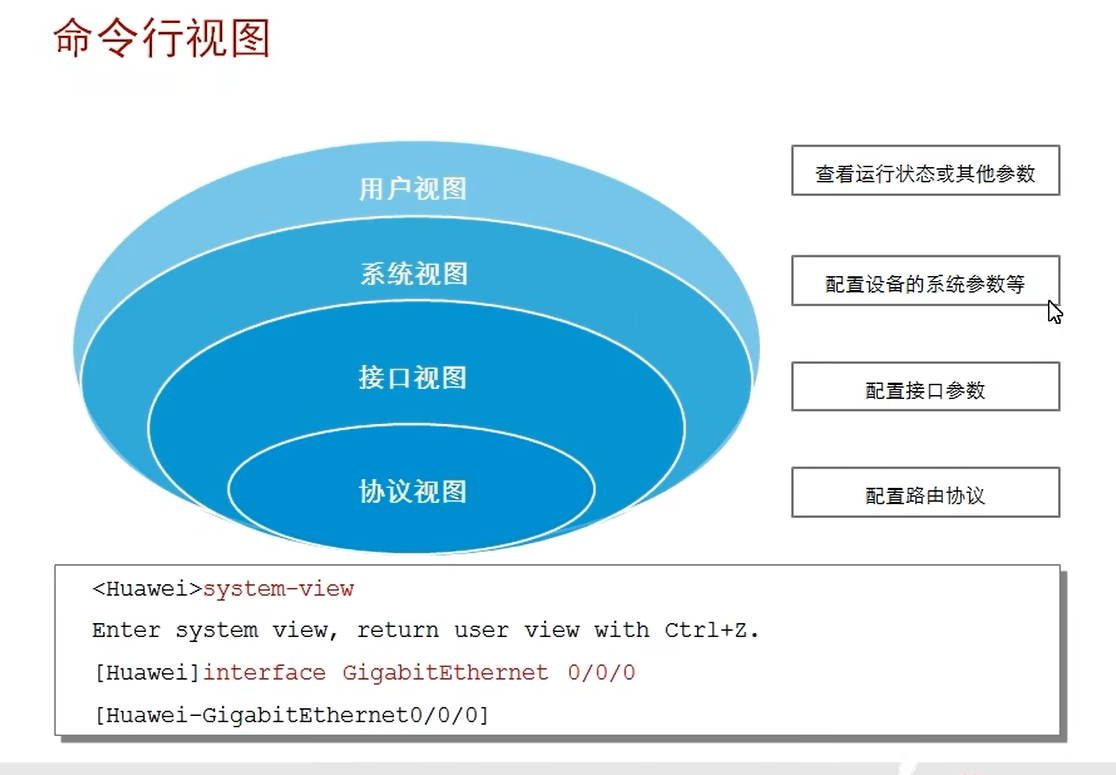 命令行视图
用户视图
查看运行状态或其他参数
系统视图
配置设备的系统参数等
接口视图
配置接口参数
协议视图
配置路由协议
<Huawei>system-view
Enter system view, return user view with Ctrl+Z.
[Huawei]interface GigabitEthernet 0/0/0
[Huawei-GigabitEthernet0/0/0]